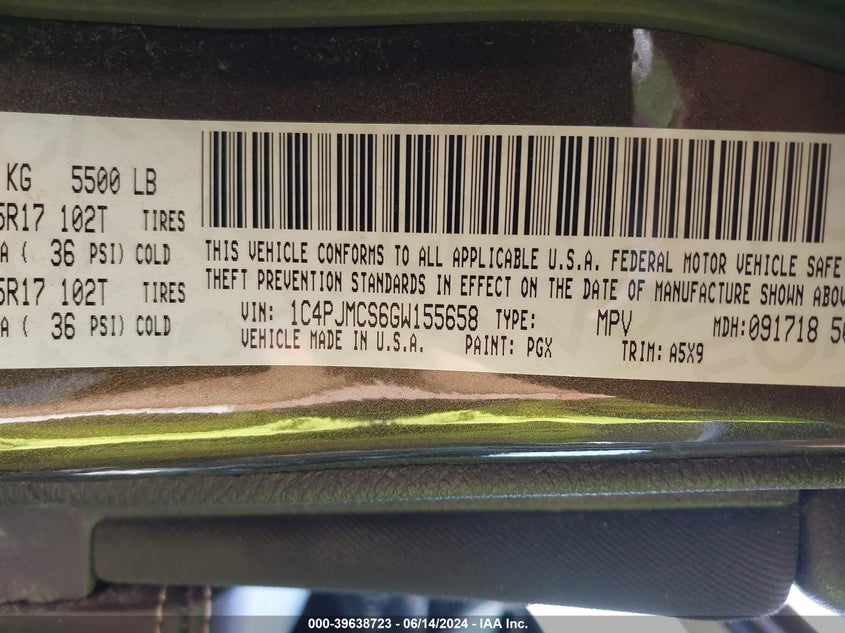 KG 5500 LB
5R17 102T TIRES
A ( 36 PSI) COLD
5R17 102T TIRES
A ( 36 PSI) COLD
THIS VEHICLE CONFORMS TO ALL APPLICABLE U.S.A. FEDERAL MOTOR VEHICLE SAFE
THEFT PREVENTION STANDARDS IN EFFECT ON THE DATE OF MANUFACTURE SHOWN ABOV
VIN: 1C4PJMCS6GW155658 TYPE: MPV MDH: 091718 50
VEHICLE MADE IN U.S.A. PAINT: PGX TRIM: A5X9
000-39638723 - 06/14/2024 - IAA Inc.